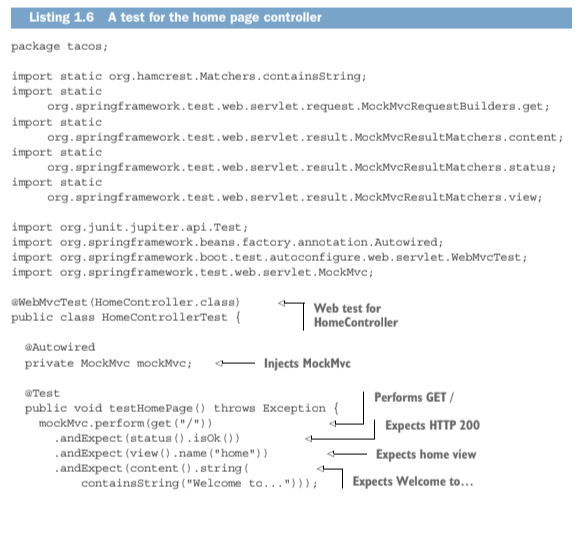 Listing 1.6 A test for the home page controller
package tacos;
import static org.hamcrest.Matchers.containsString;
import static
org.springframework.test.web.servlet.request.MockMvcRequestBuilders.get;
import static
org.springframework.test.web.servlet.result.MockMvcResultMatchers.content;
import static
org.springframework.test.web.servlet.result.MockMvcResultMatchers.status;
import static
org.springframework.test.web.servlet.result.MockMvcResultMatchers.view;
import org.junit.jupiter.api.Test;
import org.springframework.beans.factory.annotation.Autowired;
import org.springframework.boot.test.autoconfigure.web.servlet.WebMvcTest;
import org.springframework.test.web.servlet.MockMvc;
@WebMvcTest(HomeController.class)
public class HomeControllerTest {
Web test for
HomeController
@Autowired
private MockMvc mockMvc;
Injects MockMvc
@Test
public void testHomePage() throws Exception {
Performs GET /
mockMvc.perform(get("/"))
Expects HTTP 200
.andExpect(status().isOk())
.andExpect(view().name("home"))
Expects home view
.andExpect(content().string(
containsString("Welcome to...")));
Expects Welcome to…